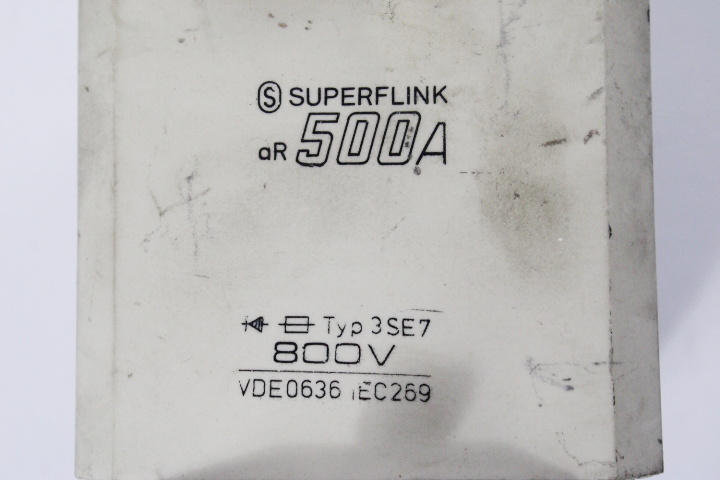 S SUPERFLINK
aR 500A
Typ 3SE7
800V
VDE0636 IEC269